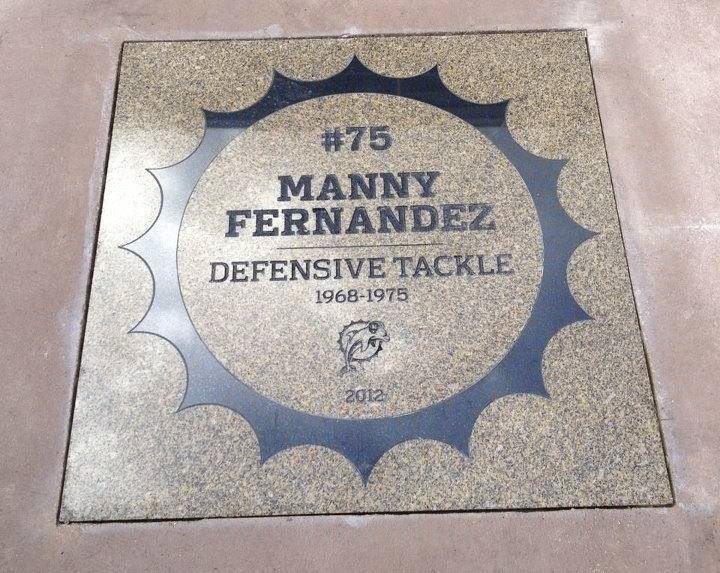 #75
MANNY
FERNANDEZ
DEFENSIVE TACKLE
1968-1975
2012